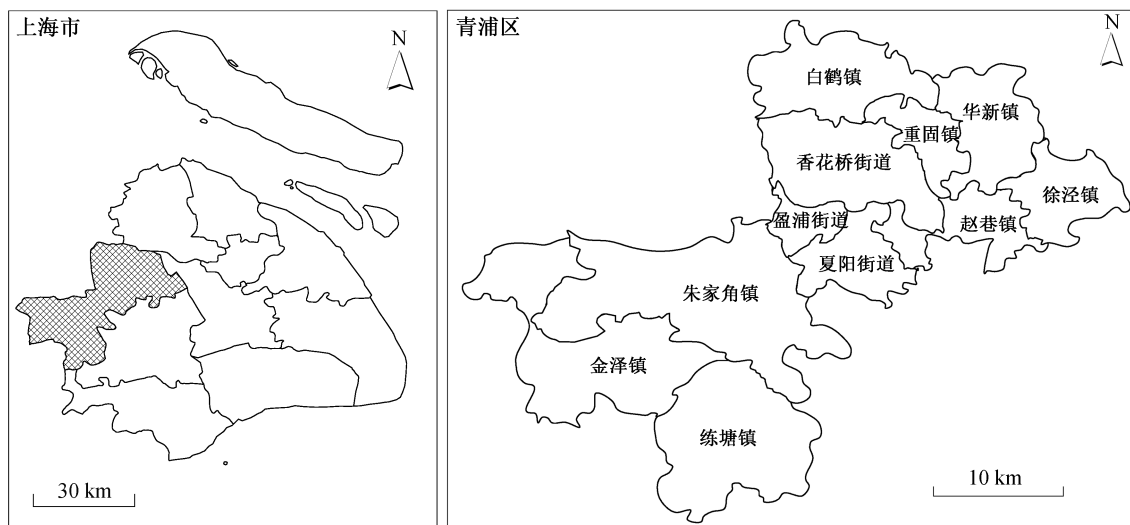 上海市
N
30 km
青浦区
N
白鹤镇
华新镇
重固镇
香花桥街道
徐泾镇
赵巷镇
盈浦街道
夏阳街道
朱家角镇
金泽镇
练塘镇
10 km